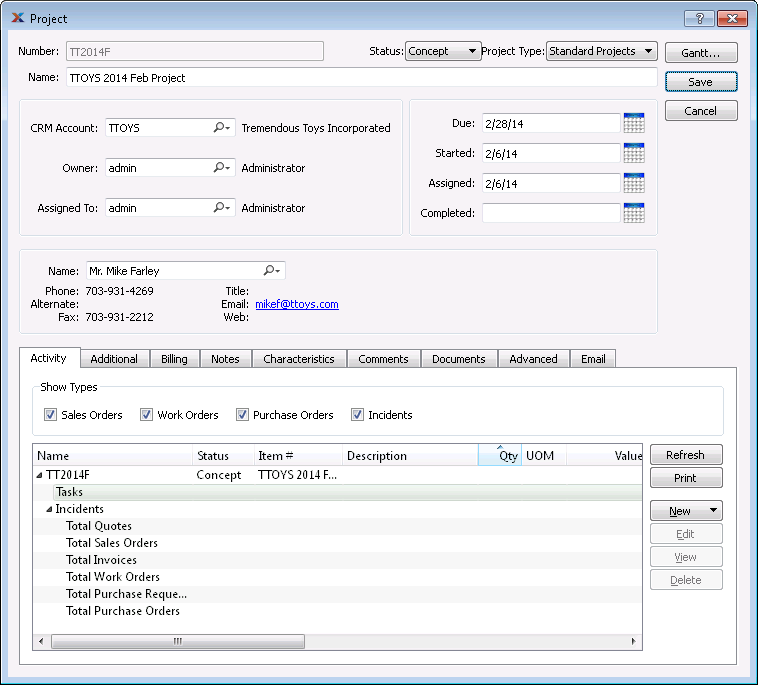 Project
Number: TT2014F Status: Concept Project Type: Standard Projects Gantt...
Name: TTOYS 2014 Feb Project Save
Cancel
CRM Account: TTOYS Tremendous Toys Incorporated
Owner: admin Administrator
Assigned To: admin Administrator
Due: 2/28/14
Started: 2/6/14
Assigned: 2/6/14
Completed:
Name: Mr. Mike Farley
Phone: 703-931-4269 Title:
Alternate: Email: mikef@ttoys.com
Fax: 703-931-2212 Web:
Activity Additional Billing Notes Characteristics Comments Documents Advanced Email
Show Types
Sales Orders Work Orders Purchase Orders Incidents
Name Status Item # Description Qty UOM Value
TT2014F Concept TTOYS 2014 F...
Tasks
Incidents
Total Quotes
Total Sales Orders
Total Invoices
Total Work Orders
Total Purchase Reque...
Total Purchase Orders
Refresh
Print
New
Edit
View
Delete